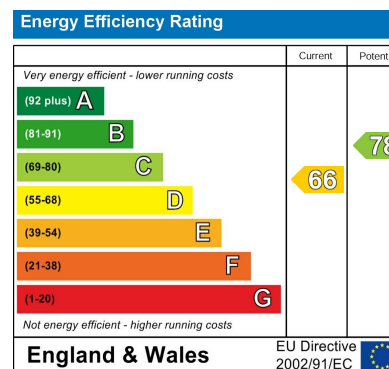 Energy Efficiency Rating
Current
Very energy efficient - lower running costs
(92 plus) A
(81-91) B
78
(69-80) C
66
(55-68) D
(39-54) E
(21-38) F
(1-20) G
Not energy efficient - higher running costs
England & Wales
EU Directive
2002/91/EC